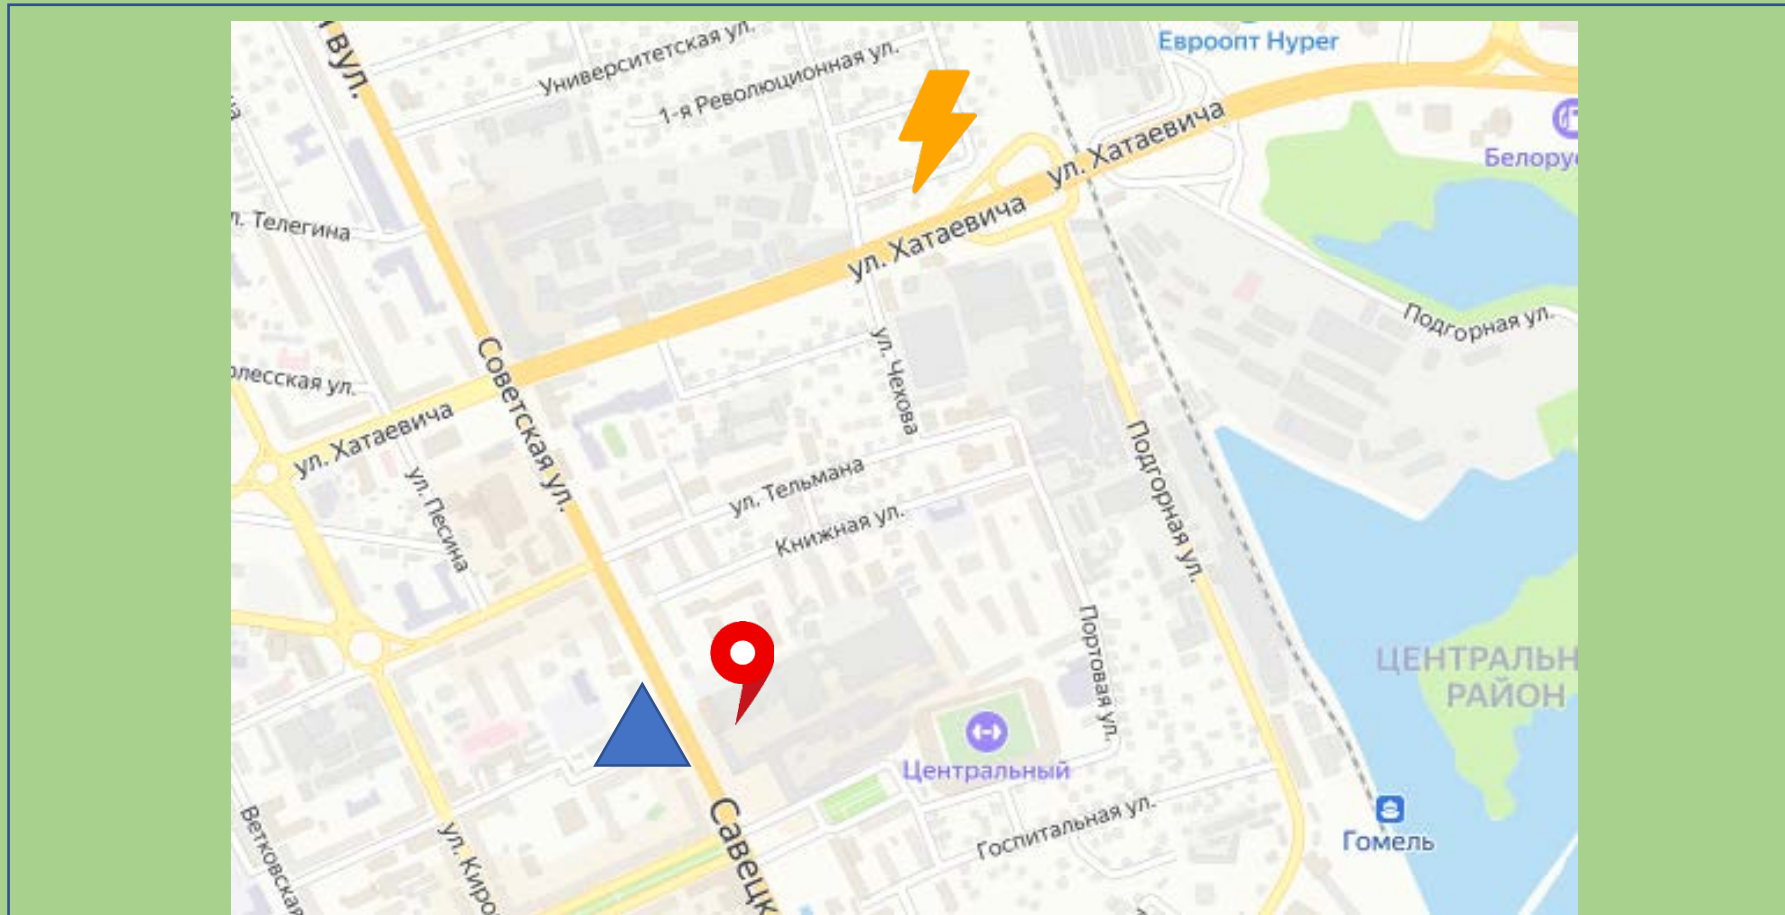 вул.
Университетская ул.
1-я Революционная ул.
Евроопт Hyper
ул. Хатаевича
Белору
л. Телегина
ул. Хатаевича
Подгорная ул.
Советская ул.
ул. Чехова
олесская ул.
ул. Хатаевича
ул. Песина
ул. Тельмана
Книжная ул.
Подгорная ул.
Портовая ул.
ЦЕНТРАЛЬН
РАЙОН
Центральный
Ветковская
ул. Киро
Савецк
Госпитальная ул.
Гомель